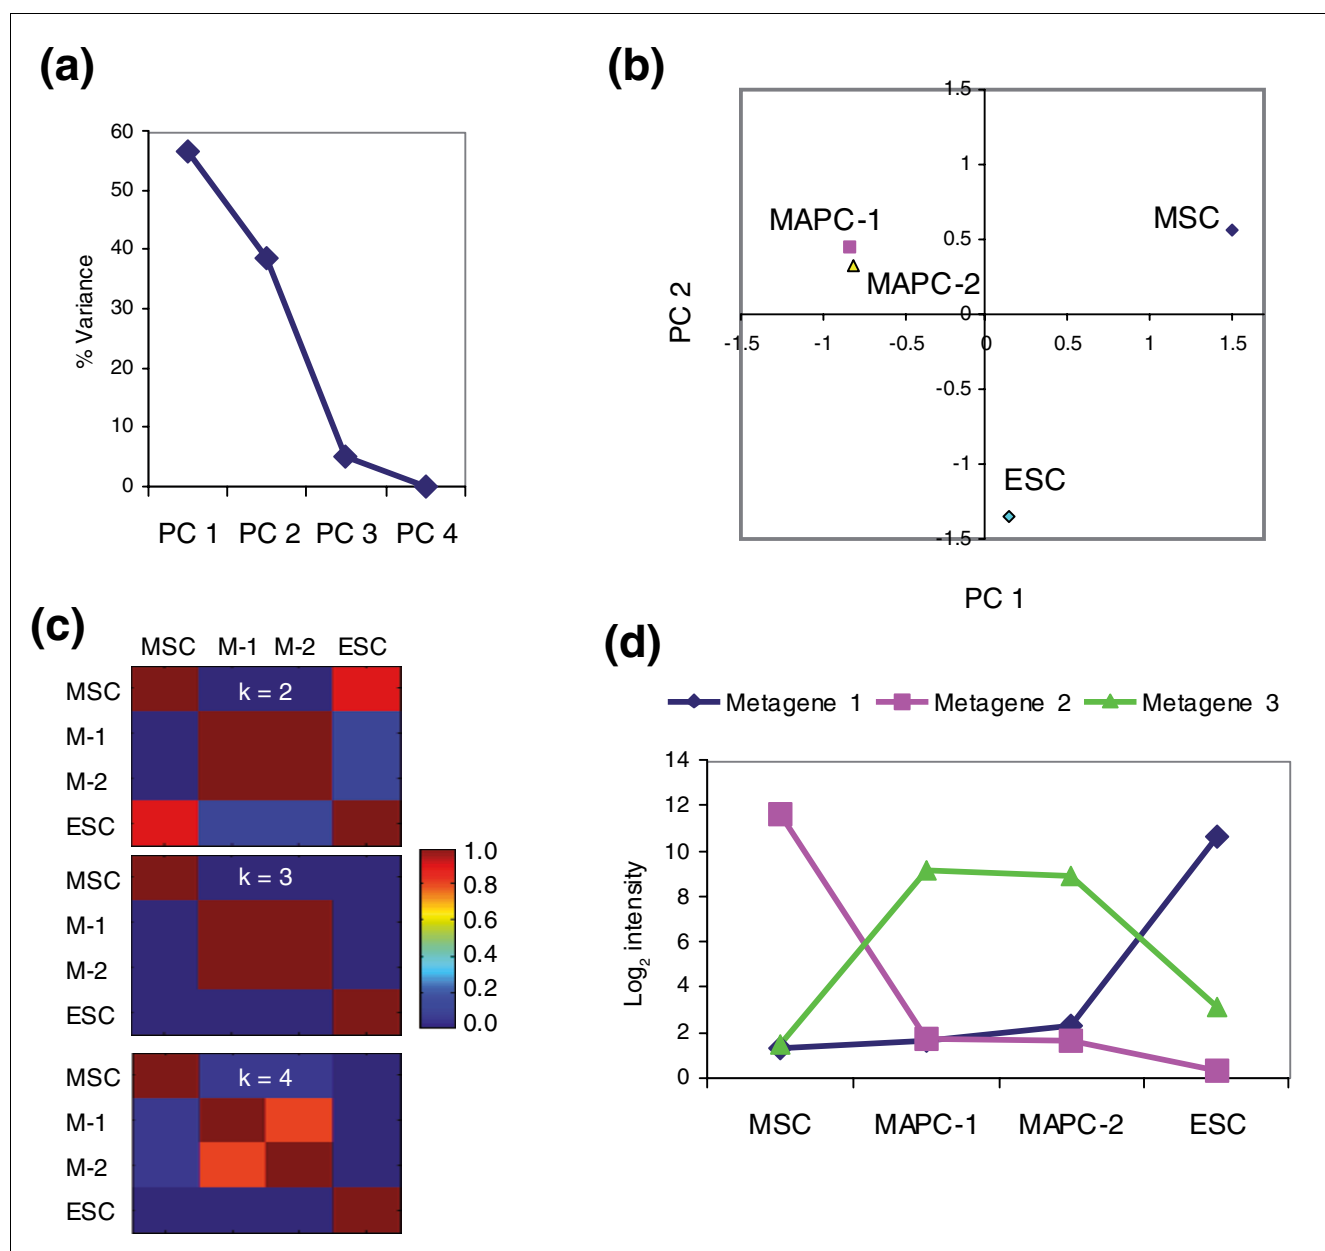 (a)
60
50
40
30
20
10
0
% Variance
PC 1 PC 2 PC 3 PC 4
(b)
1.5
1
0.5
0
-0.5
-1
-1.5
-1.5 -1 -0.5 0 0.5 1 1.5
PC 2
PC 1
MAPC-1
MAPC-2
MSC
ESC
(c)
MSC M-1 M-2 ESC
MSC
M-1
M-2
ESC
k = 2
MSC
M-1
M-2
ESC
k = 3
MSC
M-1
M-2
ESC
k = 4
1.0
0.8
0.6
0.4
0.2
0.0
(d)
Metagene 1 Metagene 2 Metagene 3
14
12
10
8
6
4
2
0
Log2 intensity
MSC MAPC-1 MAPC-2 ESC